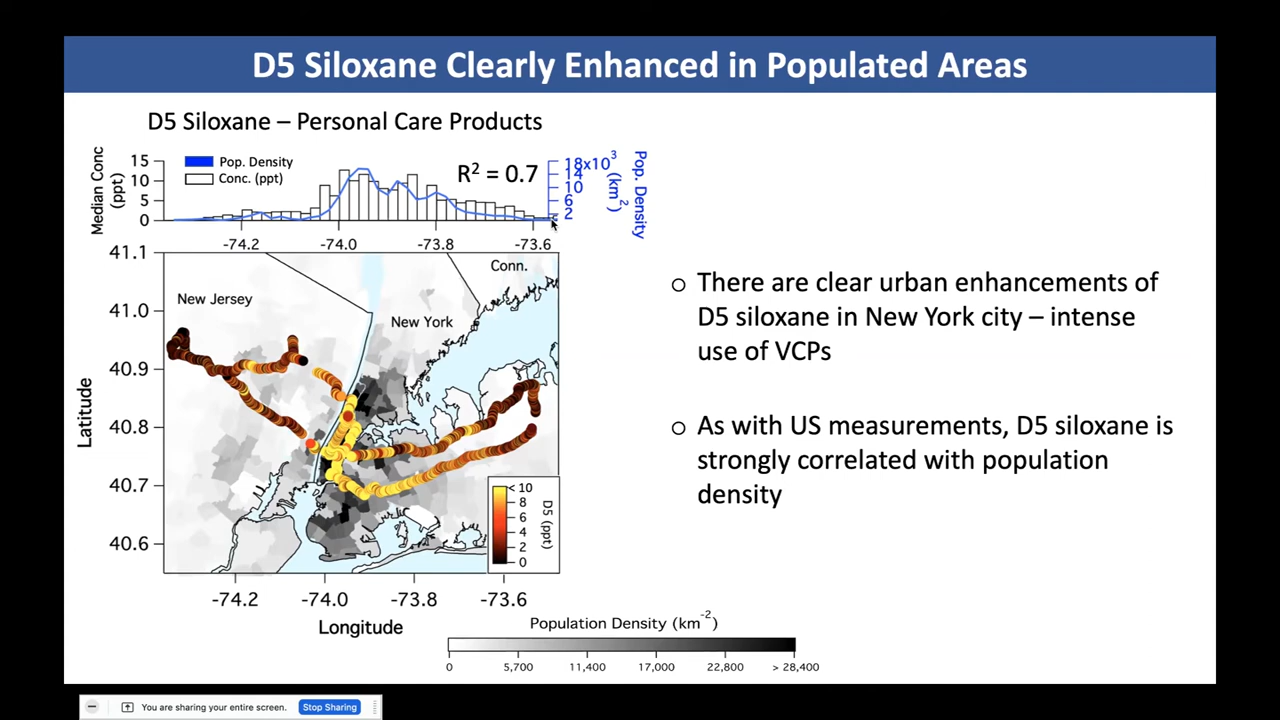 D5 Siloxane Clearly Enhanced in Populated Areas
D5 Siloxane – Personal Care Products
Median Conc (ppt)
15
10
5
0
Pop. Density
Conc. (ppt)
R² = 0.7
18x10³
14
10
6
2
Pop. Density (km²)
-74.2 -74.0 -73.8 -73.6
41.1
41.0
40.9
40.8
40.7
40.6
Latitude
New Jersey
New York
Conn.
< 10
8
6
4
2
0
D5 (ppt)
-74.2 -74.0 -73.8 -73.6
Longitude
Population Density (km⁻²)
0 5,700 11,400 17,000 22,800 > 28,400
o There are clear urban enhancements of
D5 siloxane in New York city – intense
use of VCPs
o As with US measurements, D5 siloxane is
strongly correlated with population
density
You are sharing your entire screen. Stop Sharing